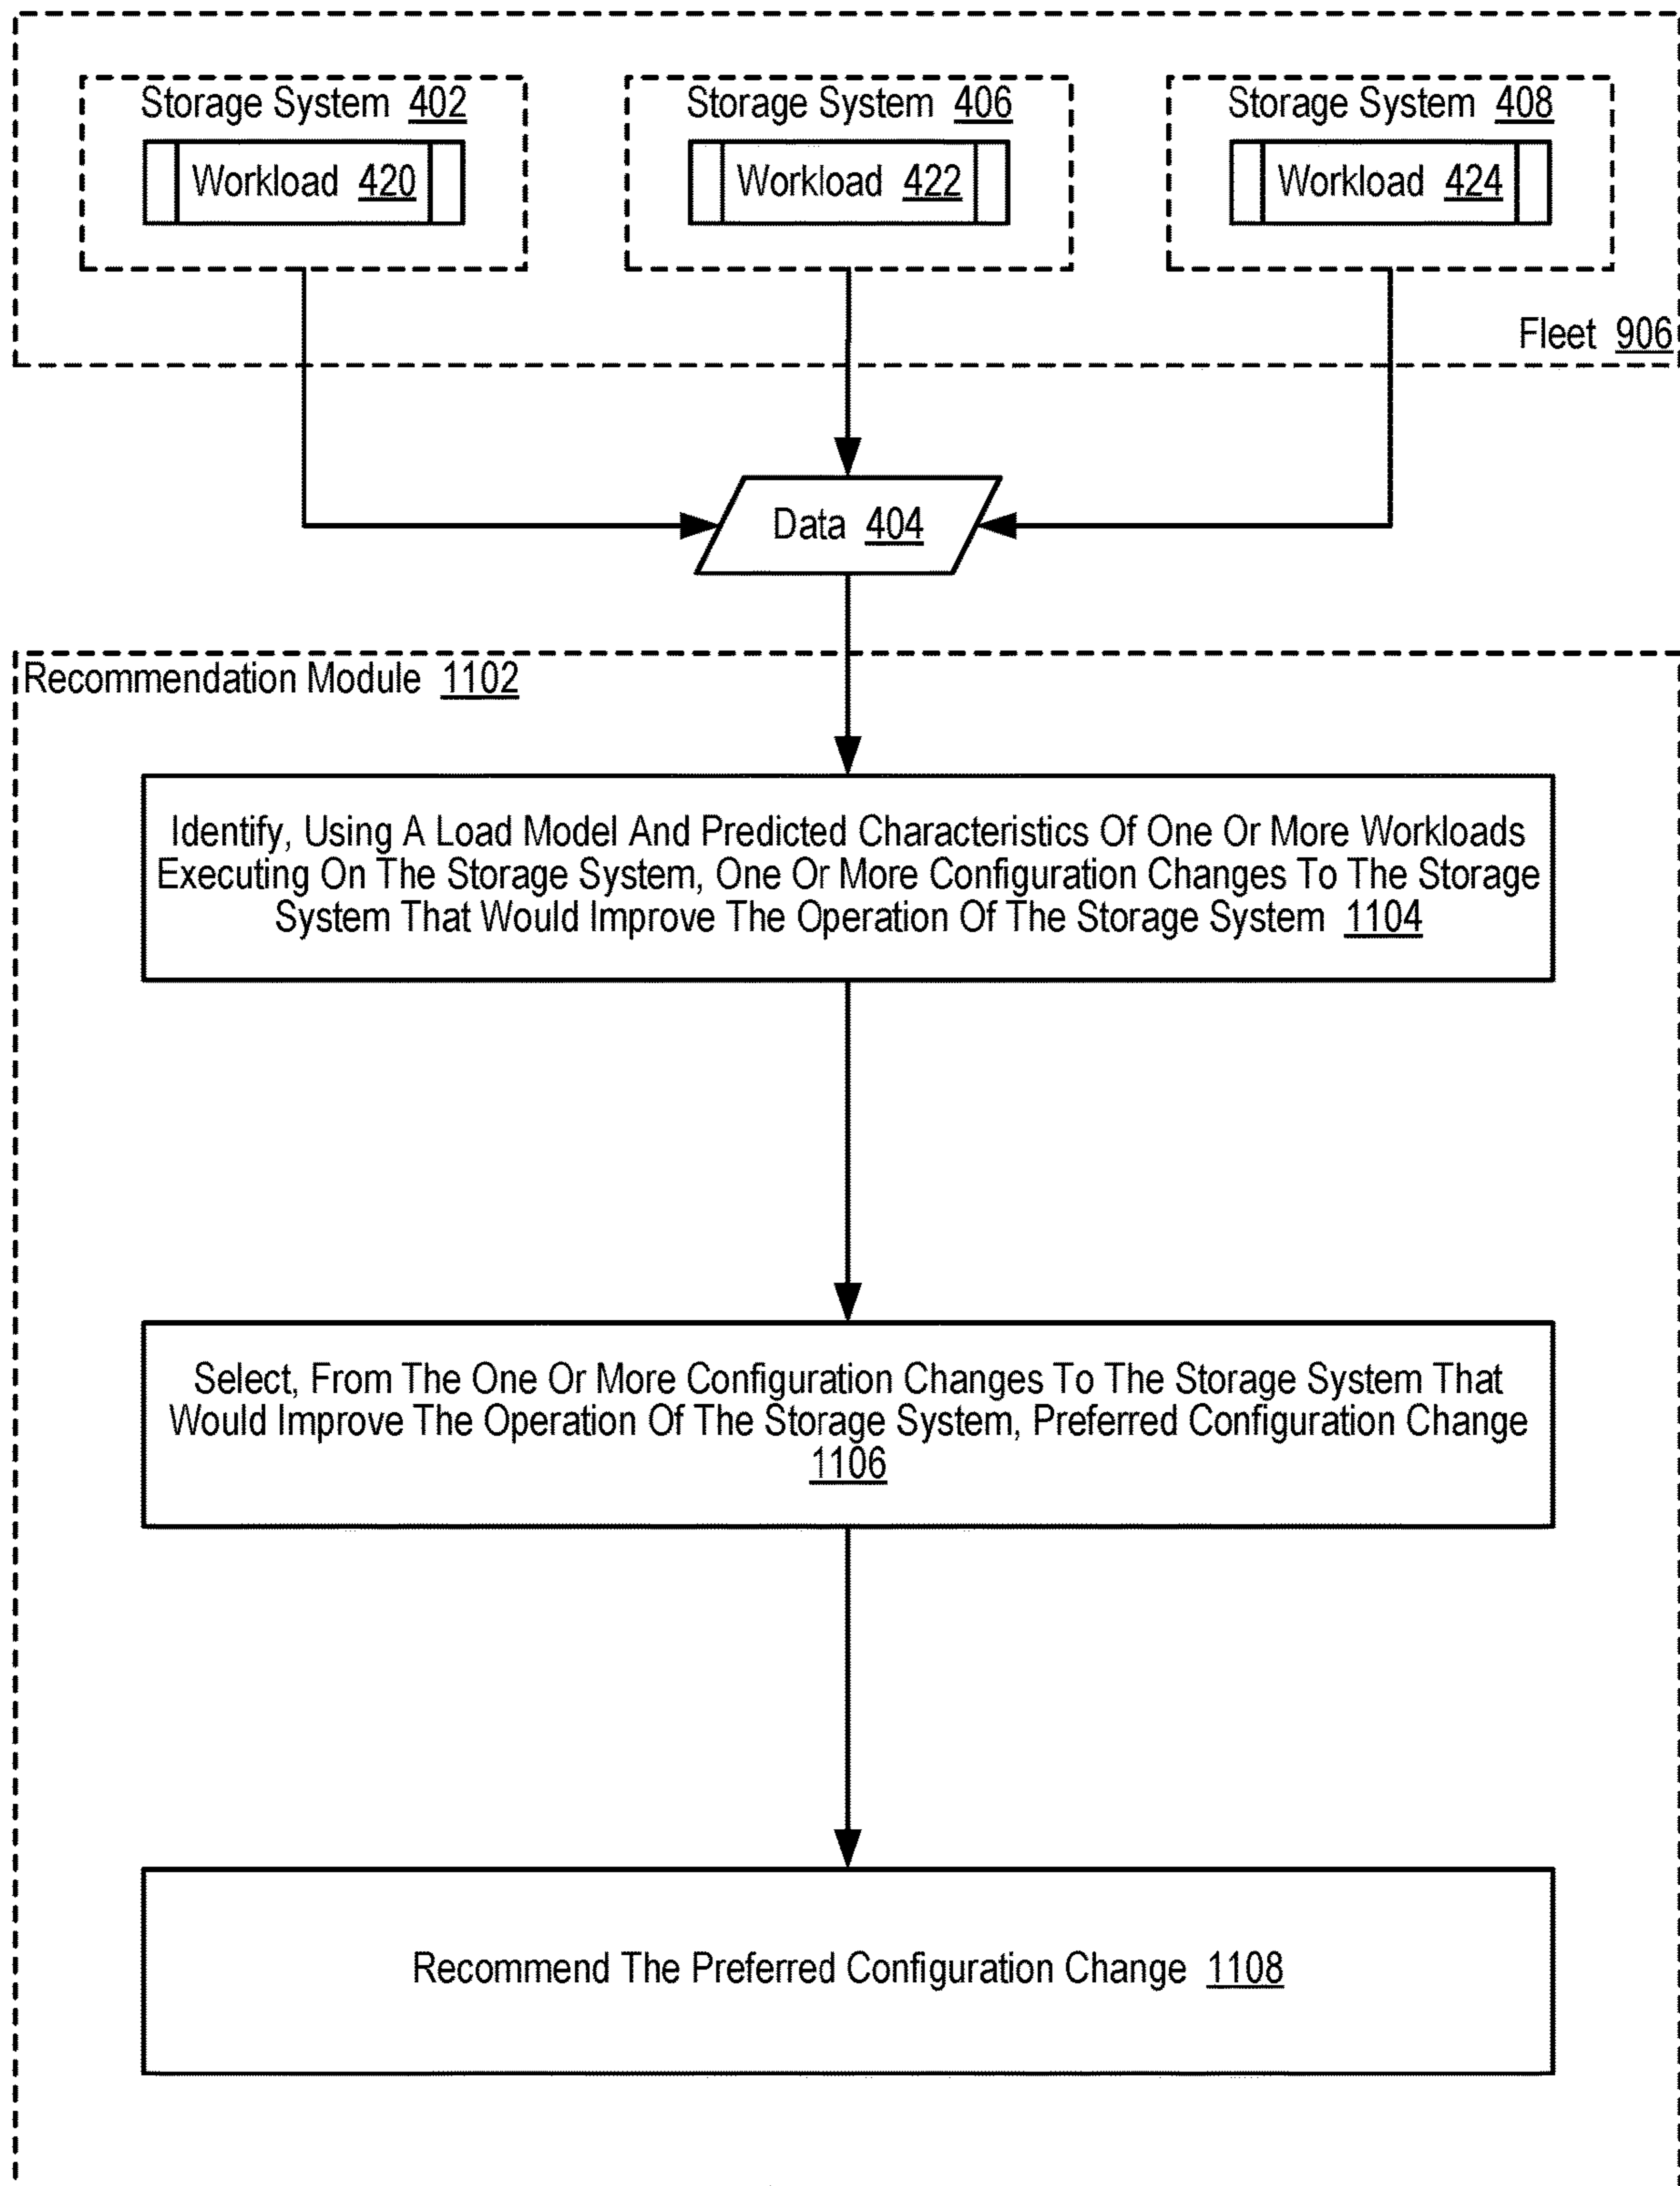 Storage System 402
Storage System 406
Storage System 408
Workload 420
Workload 422
Workload 424
Fleet 906
Data 404
Recommendation Module 1102
Identify, Using A Load Model And Predicted Characteristics Of One Or More Workloads
Executing On The Storage System, One Or More Configuration Changes To The Storage
System That Would Improve The Operation Of The Storage System 1104
Select, From The One Or More Configuration Changes To The Storage System That
Would Improve The Operation Of The Storage System, Preferred Configuration Change
1106
Recommend The Preferred Configuration Change 1108